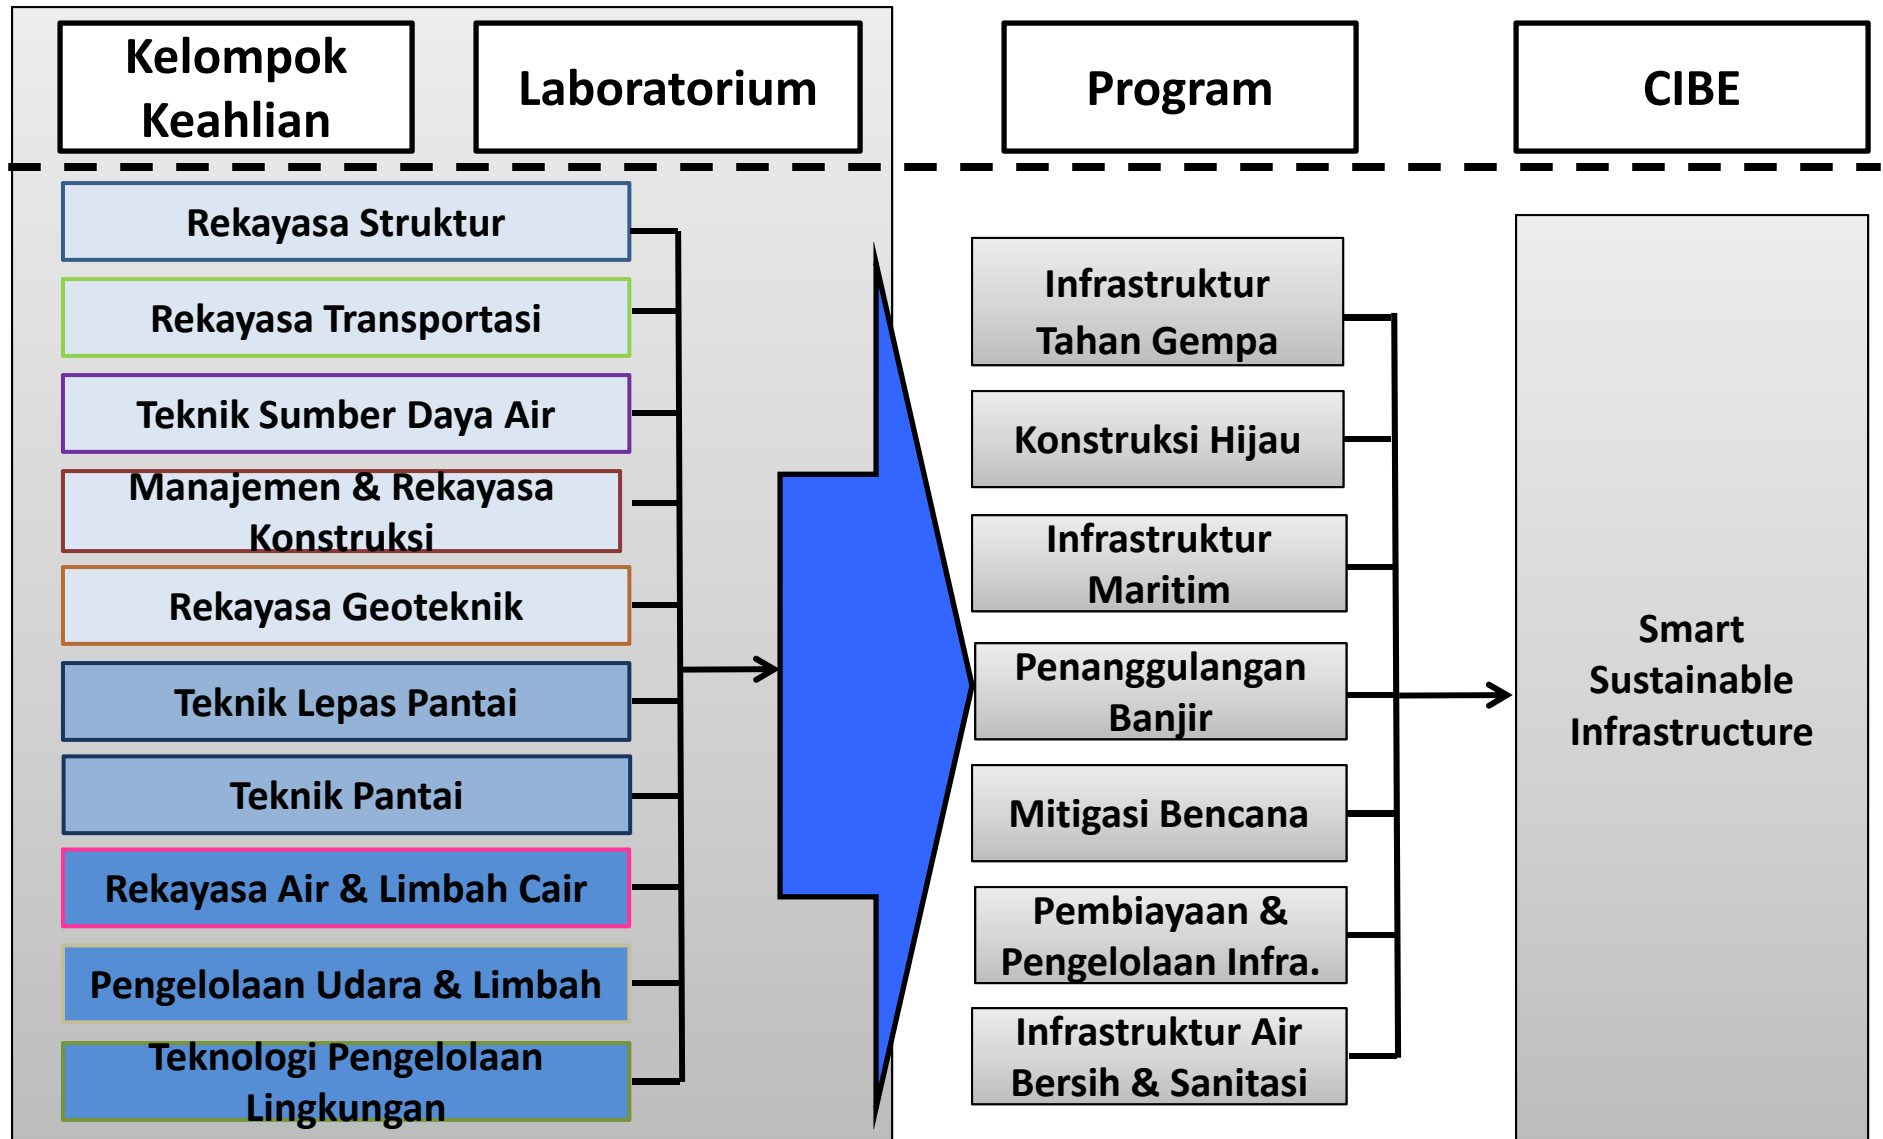 Kelompok
Keahlian
Laboratorium
Program
CIBE
Rekayasa Struktur
Rekayasa Transportasi
Teknik Sumber Daya Air
Manajemen & Rekayasa
Konstruksi
Rekayasa Geoteknik
Teknik Lepas Pantai
Teknik Pantai
Rekayasa Air & Limbah Cair
Pengelolaan Udara & Limbah
Teknologi Pengelolaan
Lingkungan
Infrastruktur
Tahan Gempa
Konstruksi Hijau
Infrastruktur
Maritim
Penanggulangan
Banjir
Mitigasi Bencana
Pembiayaan &
Pengelolaan Infra.
Infrastruktur Air
Bersih & Sanitasi
Smart
Sustainable
Infrastructure